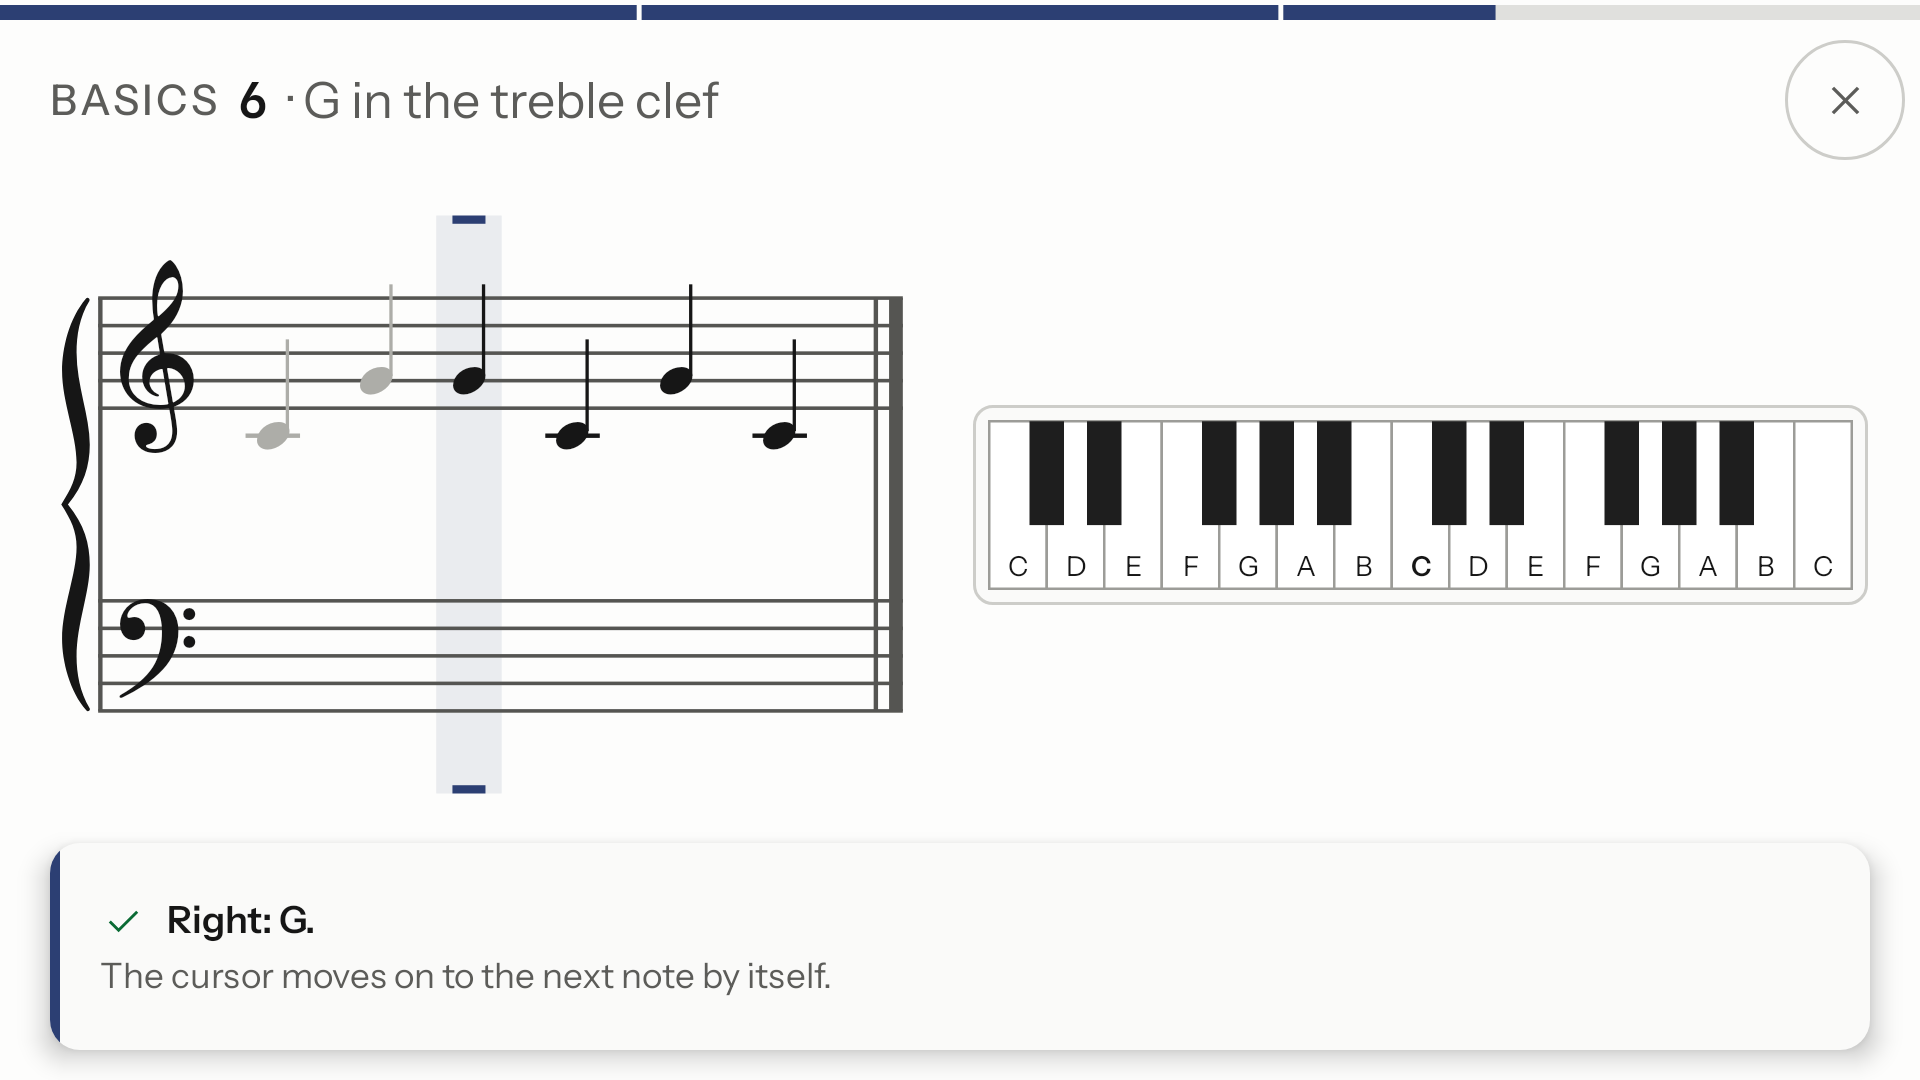 BASICS 6 · G in the treble clef
C D E F G A B C D E F G A B C
Right: G.
The cursor moves on to the next note by itself.